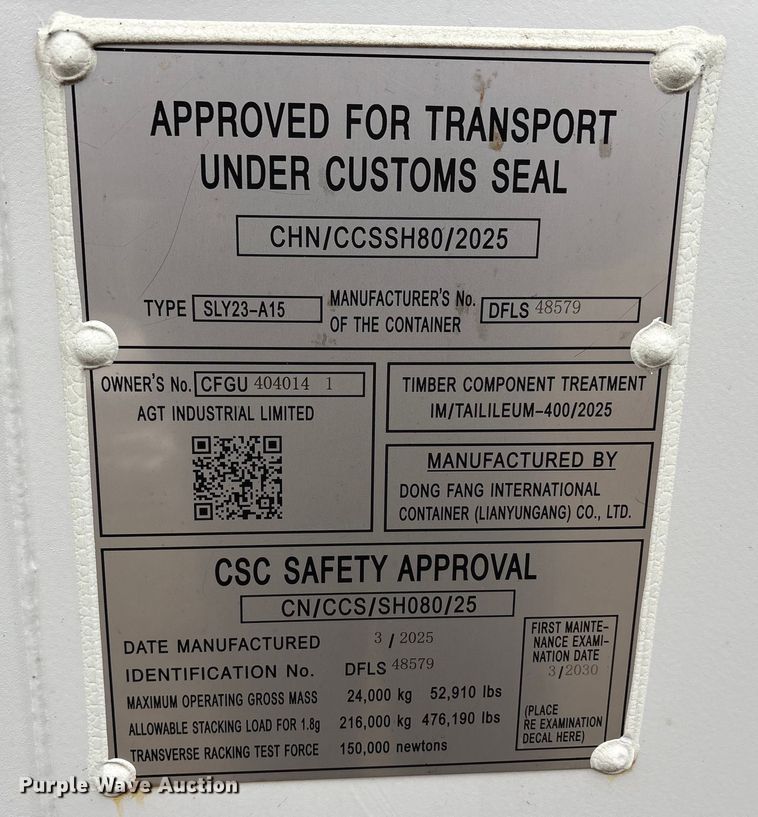 APPROVED FOR TRANSPORT
UNDER CUSTOMS SEAL
CHN/CCSSH80/2025
TYPE SLY23-A15
MANUFACTURER'S No.
OF THE CONTAINER
DFLS 48579
OWNER'S No. CFGU 404014 1
AGT INDUSTRIAL LIMITED
TIMBER COMPONENT TREATMENT
IM/TAILILEUM-400/2025
MANUFACTURED BY
DONG FANG INTERNATIONAL
CONTAINER (LIANYUNGANG) CO., LTD.
CSC SAFETY APPROVAL
CN/CCS/SH080/25
DATE MANUFACTURED 3 / 2025
IDENTIFICATION No. DFLS 48579
MAXIMUM OPERATING GROSS MASS 24,000 kg 52,910 lbs
ALLOWABLE STACKING LOAD FOR 1.8g 216,000 kg 476,190 lbs
TRANSVERSE RACKING TEST FORCE 150,000 newtons
FIRST MAINTE-
NANCE EXAMI-
NATION DATE
3/2030
(PLACE
RE EXAMINATION
DECAL HERE)
Purple Wave Auction